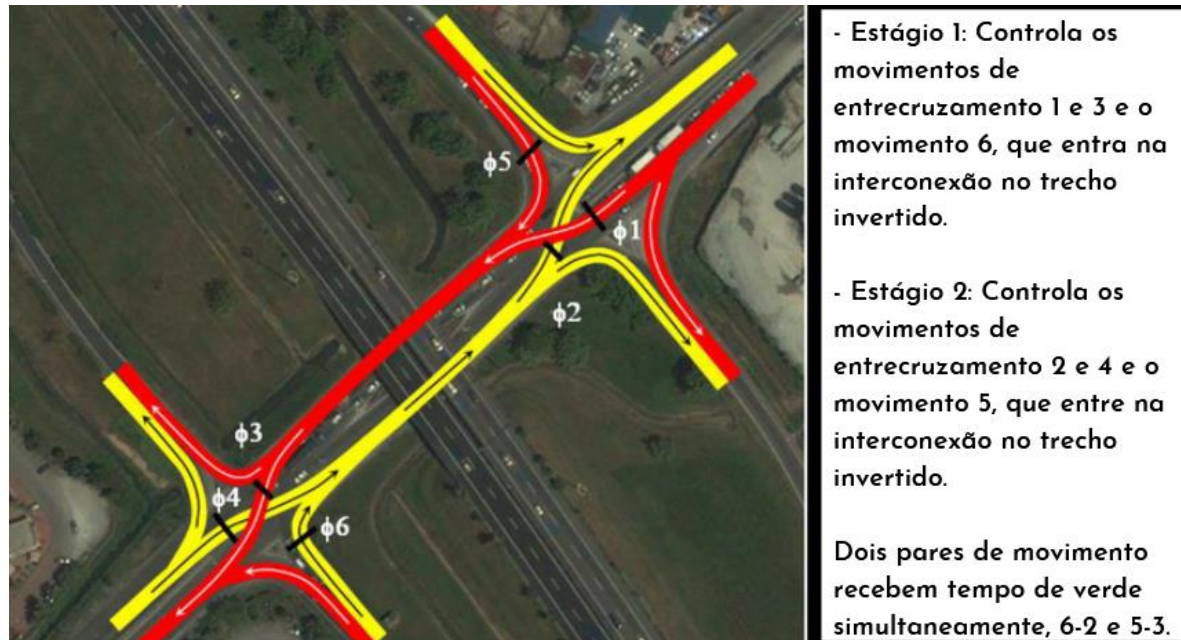 ϕ5
ϕ1
ϕ2
ϕ3
ϕ4
ϕ6
- Estágio 1: Controla os
movimentos de
entrecruzamento 1 e 3 e o
movimento 6, que entra na
interconexão no trecho
invertido.
- Estágio 2: Controla os
movimentos de
entrecruzamento 2 e 4 e o
movimento 5, que entre na
interconexão no trecho
invertido.
Dois pares de movimento
recebem tempo de verde
simultaneamente, 6-2 e 5-3.